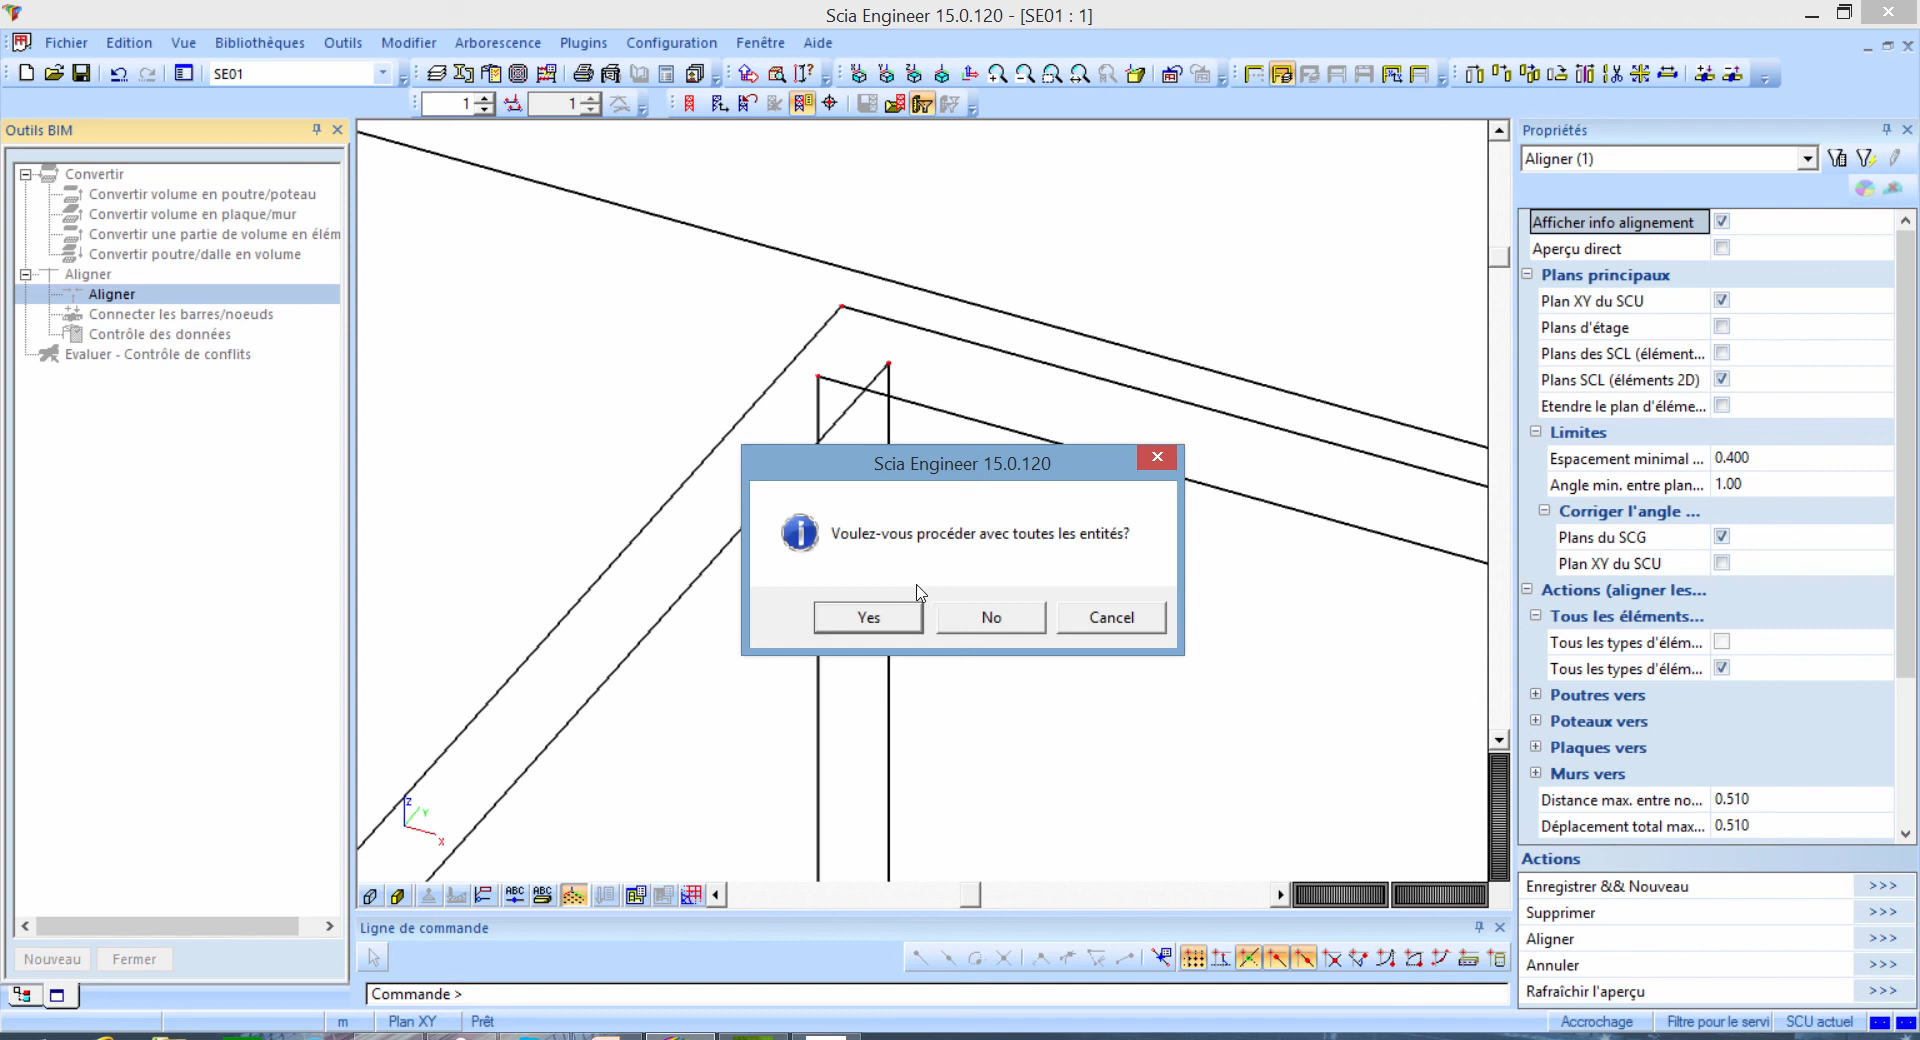 Scia Engineer 15.0.120 - [SE01 : 1]
Fichier Edition Vue Bibliothèques Outils Modifier Arborescence Plugins Configuration Fenêtre Aide
SE01
1 1
Outils BIM
Convertir
Convertir volume en poutre/poteau
Convertir volume en plaque/mur
Convertir une partie de volume en élém
Convertir poutre/dalle en volume
Aligner
Aligner
Connecter les barres/noeuds
Contrôle des données
Evaluer - Contrôle de conflits
Nouveau Fermer
Z
Y
X
Scia Engineer 15.0.120
Voulez-vous procéder avec toutes les entités?
Yes No Cancel
ABC ABC
Ligne de commande
Commande >
m Plan XY Prêt
Propriétés
Aligner (1)
Afficher info alignement
Aperçu direct
Plans principaux
Plan XY du SCU
Plans d'étage
Plans des SCL (élément...
Plans SCL (éléments 2D)
Etendre le plan d'éléme...
Limites
Espacement minimal ... 0.400
Angle min. entre plan... 1.00
Corriger l'angle ...
Plans du SCG
Plan XY du SCU
Actions (aligner les...
Tous les éléments...
Tous les types d'élém...
Tous les types d'élém...
Poutres vers
Poteaux vers
Plaques vers
Murs vers
Distance max. entre no... 0.510
Déplacement total max... 0.510
Actions
Enregistrer && Nouveau >>>
Supprimer >>>
Aligner >>>
Annuler >>>
Rafraîchir l'aperçu >>>
Accrochage Filtre pour le servi SCU actuel